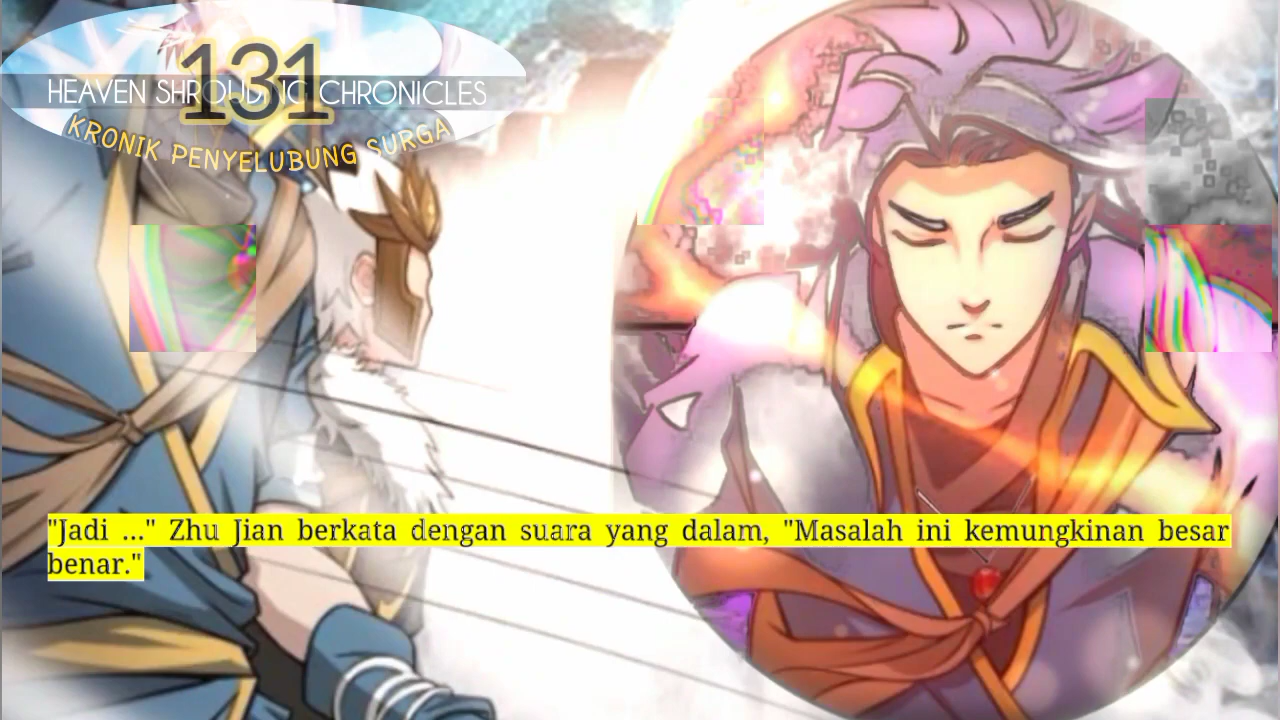 131
HEAVEN SHROUDING CHRONICLES
KRONIK PENYELUBUNG SURGA
"Jadi ..." Zhu Jian berkata dengan suara yang dalam, "Masalah ini kemungkinan besar
benar."